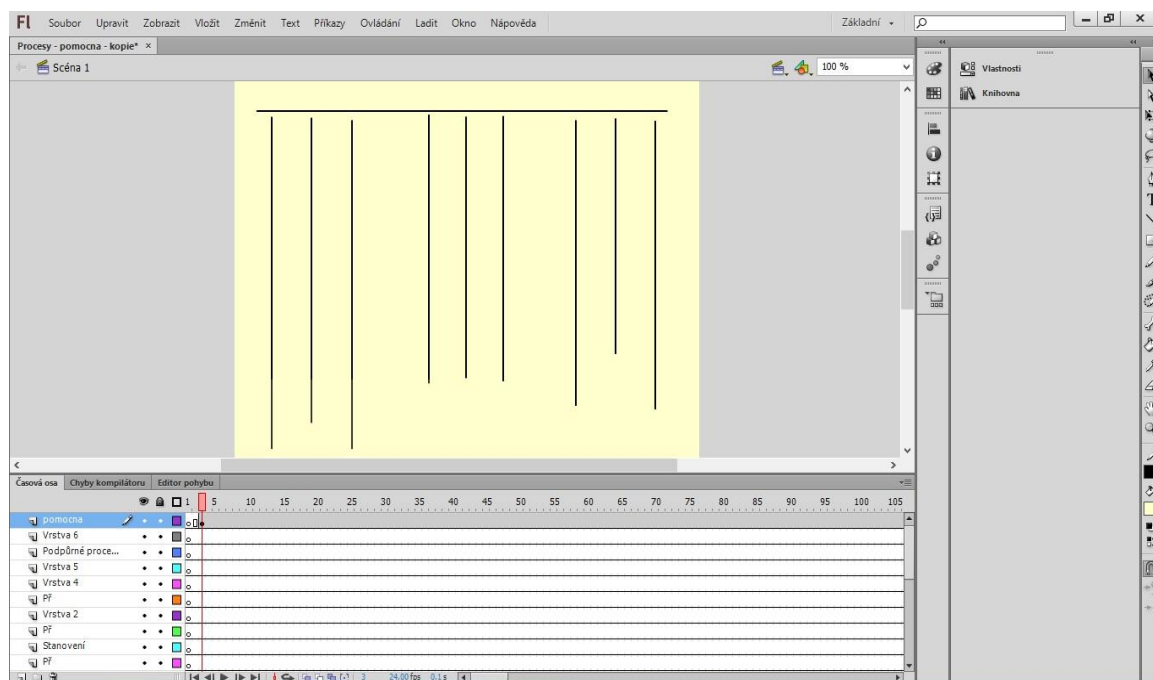 Fl Soubor Upravit Zobrazit Vložit Změnit Text Příkazy Ovládání Ladit Okno Nápověda Základní
Procesy - pomocna - kopie* ×
Scéna 1 100 %
Vlastnosti
Knihovna
Časová osa Chyby kompilátoru Editor pohybu
1 5 10 15 20 25 30 35 40 45 50 55 60 65 70 75 80 85 90 95 100 105
pomocna
Vrstva 6
Podpůrné proce...
Vrstva 5
Vrstva 4
Př
Vrstva 2
Př
Stanovení
Př
3 24.00 fps 0.1 s